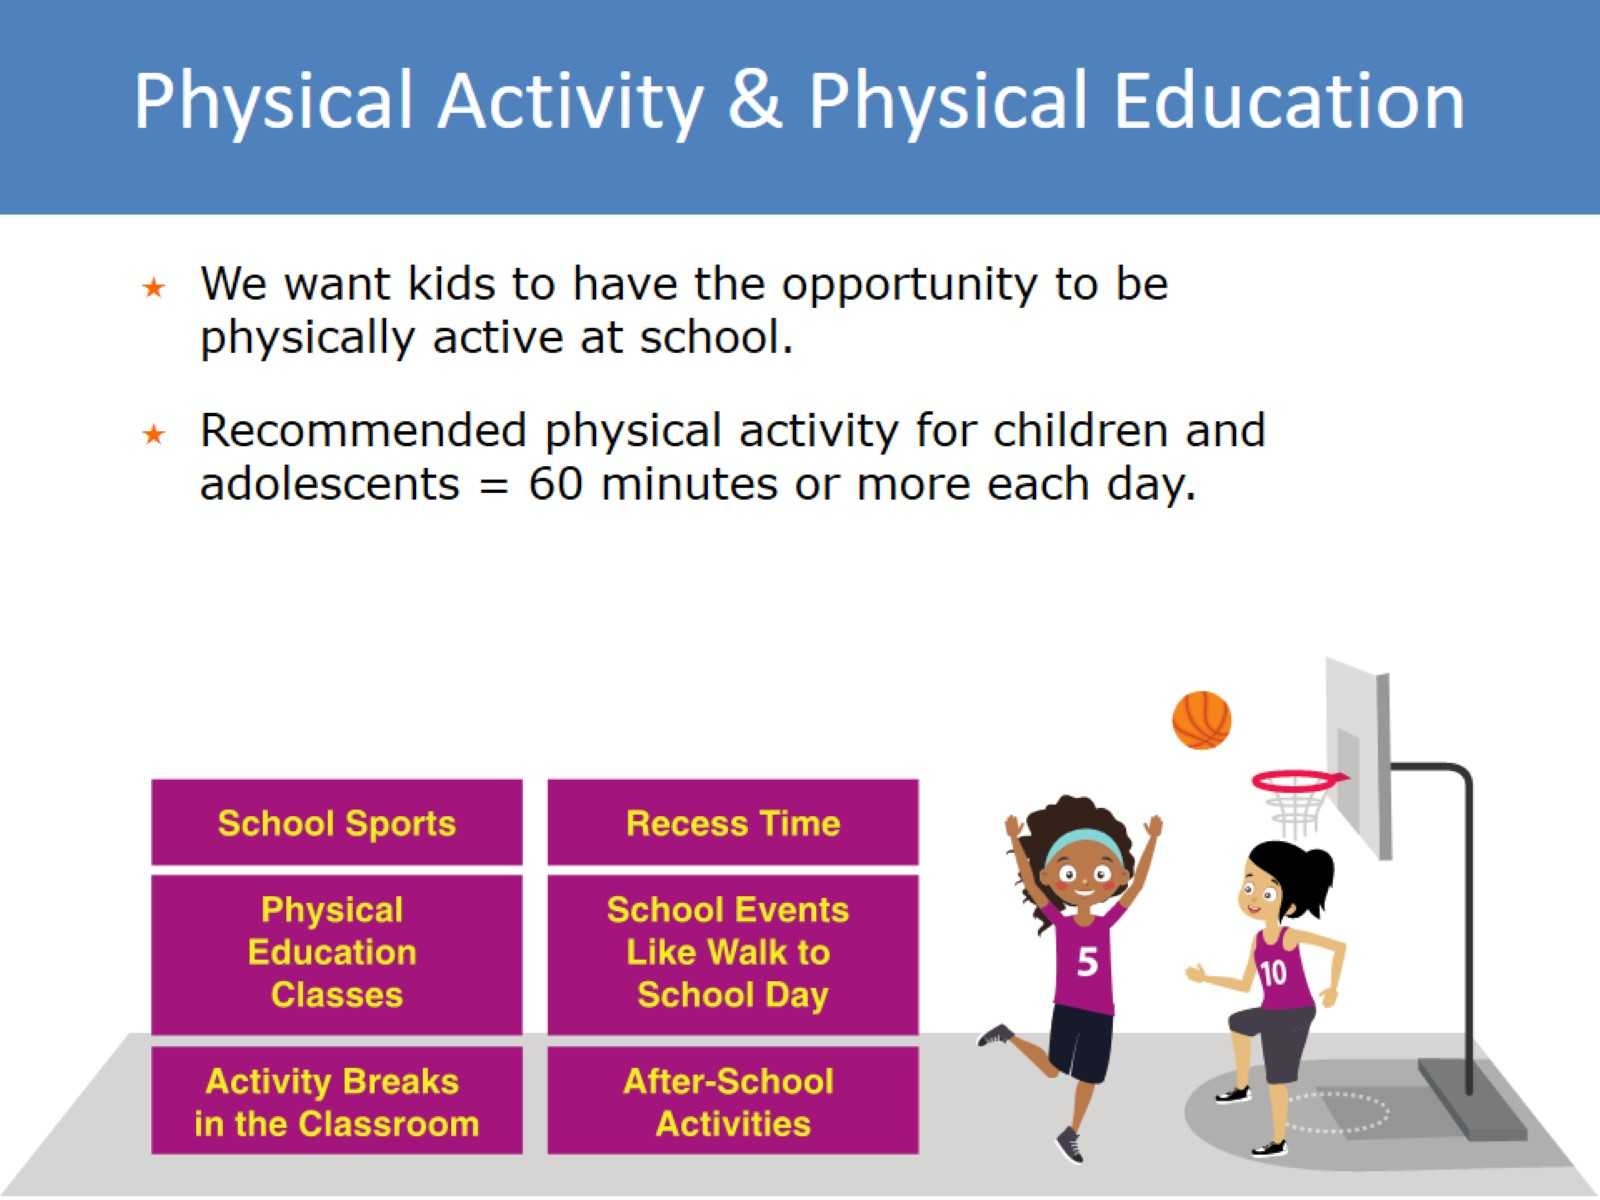 Physical Activity & Physical Education
★ We want kids to have the opportunity to be
physically active at school.
★ Recommended physical activity for children and
adolescents = 60 minutes or more each day.
School Sports
Recess Time
Physical
Education
Classes
School Events
Like Walk to
School Day
Activity Breaks
in the Classroom
After-School
Activities
5
10